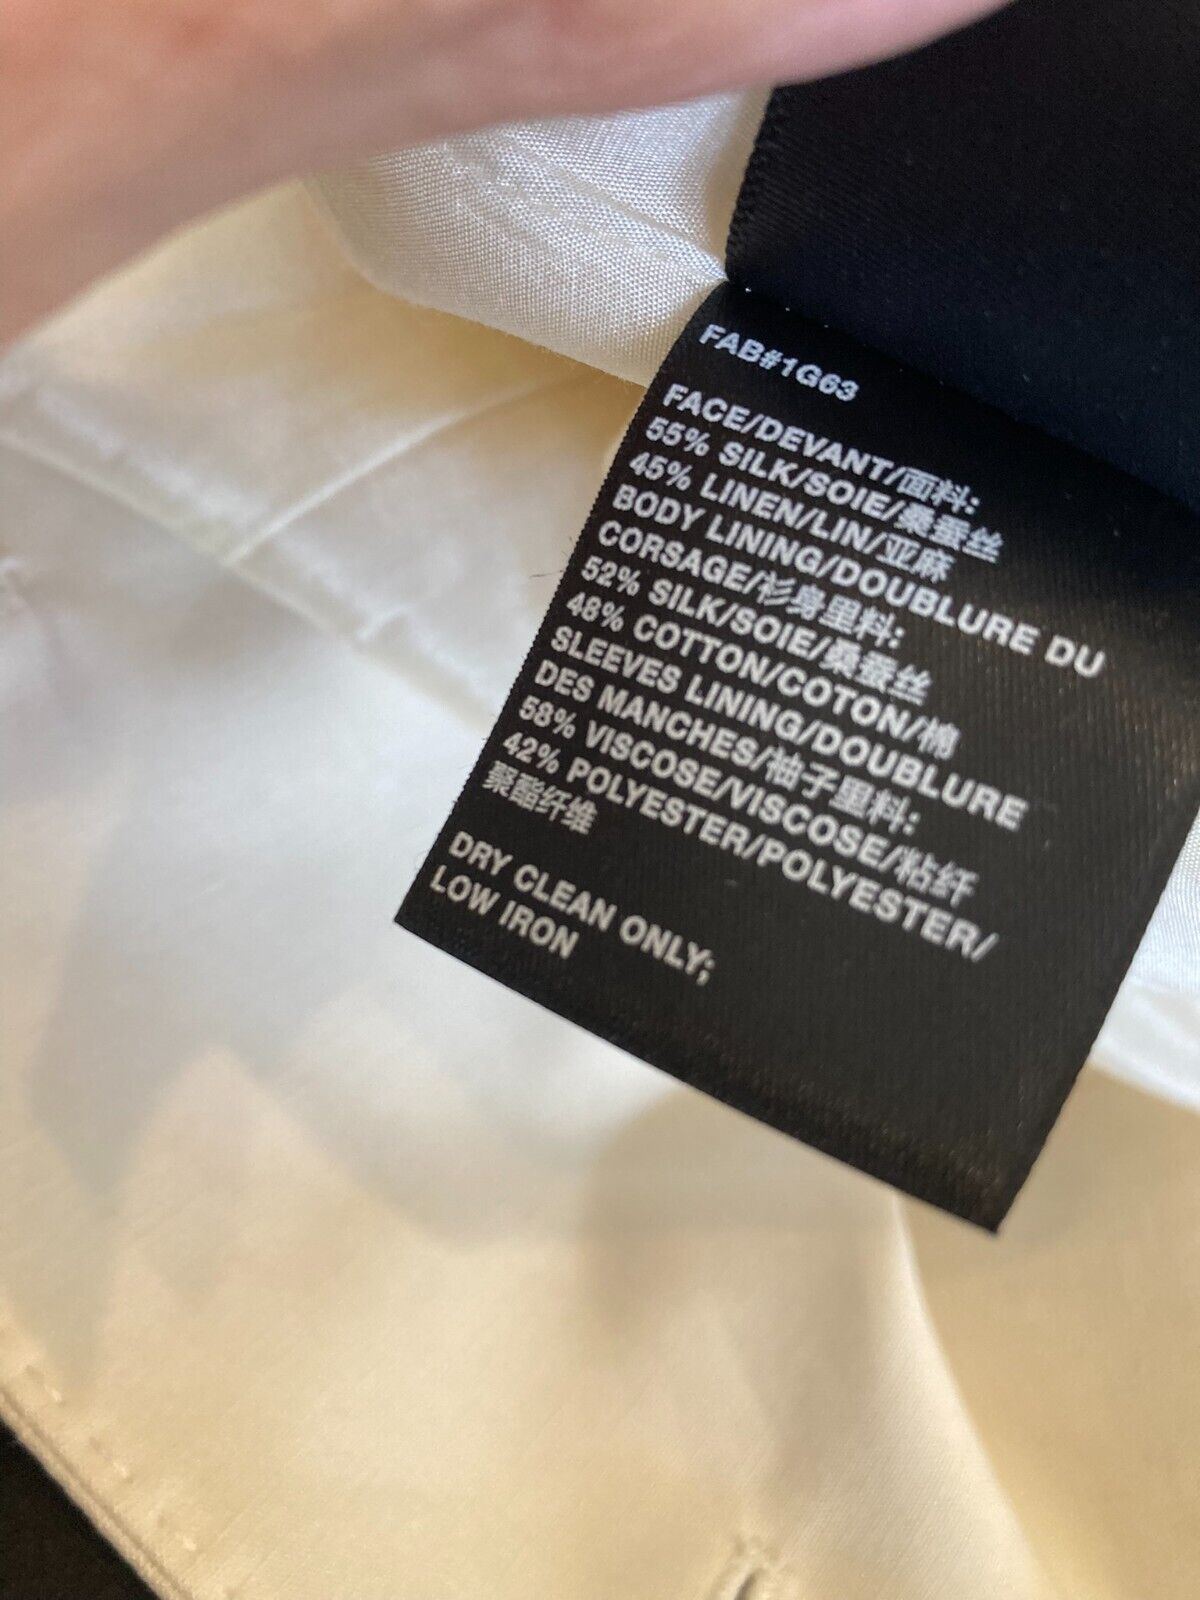 FAB#1G63
FACE/DEVANT/面料:
55% SILK/SOIE/桑蚕丝
45% LINEN/LIN/亚麻
BODY LINING/DOUBLURE DU
CORSAGE/衫身里料:
52% SILK/SOIE/桑蚕丝
48% COTTON/COTON/棉
SLEEVES LINING/DOUBLURE
DES MANCHES/袖子里料:
58% VISCOSE/VISCOSE/粘纤
42% POLYESTER/POLYESTER/
聚酯纤维
DRY CLEAN ONLY;
LOW IRON